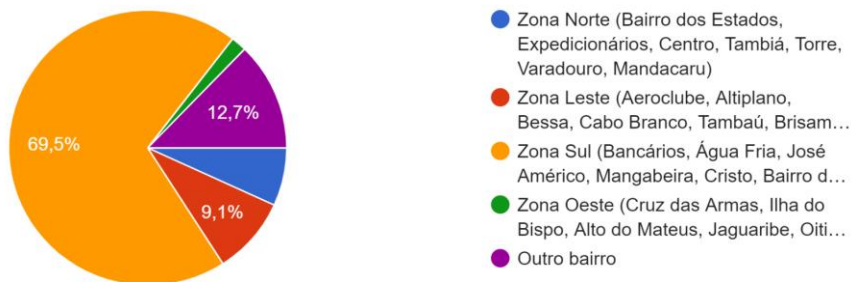 69,5%
12,7%
9,1%
Zona Norte (Bairro dos Estados,
Expedicionários, Centro, Tambiá, Torre,
Varadouro, Mandacaru)
Zona Leste (Aeroclube, Altiplano,
Bessa, Cabo Branco, Tambaú, Brisam…
Zona Sul (Bancários, Água Fria, José
Américo, Mangabeira, Cristo, Bairro d…
Zona Oeste (Cruz das Armas, Ilha do
Bispo, Alto do Mateus, Jaguaribe, Oiti…
Outro bairro